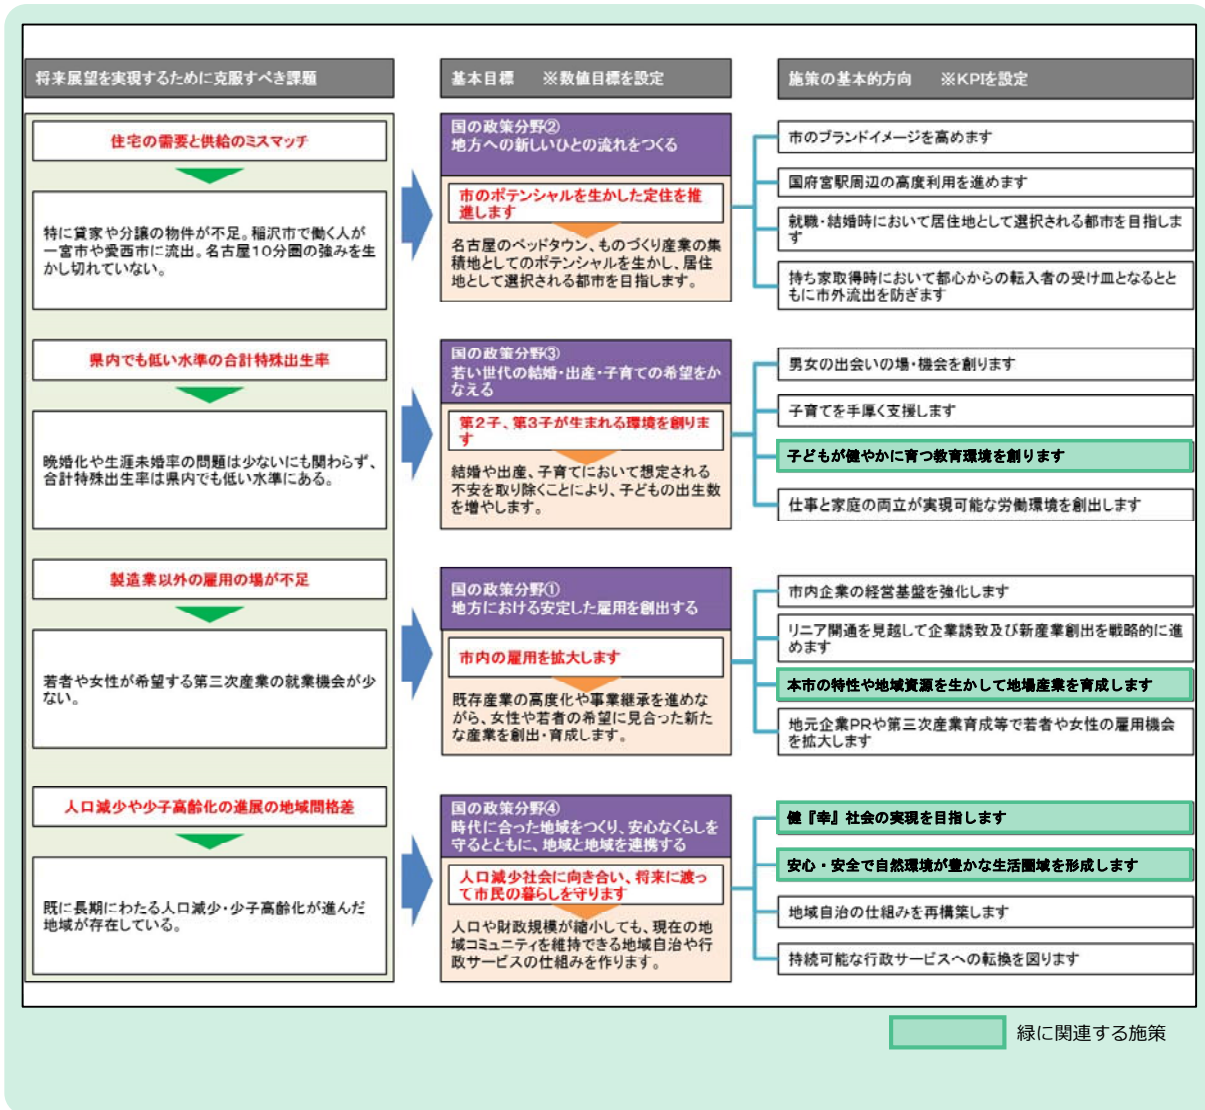 将来展望を実現するために克服すべき課題
基本目標　※数値目標を設定
施策の基本的方向　※KPIを設定
住宅の需要と供給のミスマッチ
特に貸家や分譲の物件が不足。稲沢市で働く人が
一宮市や愛西市に流出。名古屋10分圏の強みを生
かし切れていない。
国の政策分野②
地方への新しいひとの流れをつくる
市のポテンシャルを生かした定住を推
進します
名古屋のベッドタウン、ものづくり産業の集
積地としてのポテンシャルを生かし、居住
地として選択される都市を目指します。
市のブランドイメージを高めます
国府宮駅周辺の高度利用を進めます
就職・結婚時において居住地として選択される都市を目指しま
す
持ち家取得時において都心からの転入者の受け皿となるとと
もに市外流出を防ぎます
県内でも低い水準の合計特殊出生率
晩婚化や生涯未婚率の問題は少ないにも関わらず、
合計特殊出生率は県内でも低い水準にある。
国の政策分野③
若い世代の結婚・出産・子育ての希望をか
なえる
第2子、第3子が生まれる環境を創りま
す
結婚や出産、子育てにおいて想定される
不安を取り除くことにより、子どもの出生数
を増やします。
男女の出会いの場・機会を創ります
子育てを手厚く支援します
子どもが健やかに育つ教育環境を創ります
仕事と家庭の両立が実現可能な労働環境を創出します
製造業以外の雇用の場が不足
若者や女性が希望する第三次産業の就業機会が少
ない。
国の政策分野①
地方における安定した雇用を創出する
市内の雇用を拡大します
既存産業の高度化や事業継承を進めな
がら、女性や若者の希望に見合った新た
な産業を創出・育成します。
市内企業の経営基盤を強化します
リニア開通を見越して企業誘致及び新産業創出を戦略的に進
めます
本市の特性や地域資源を生かして地場産業を育成します
地元企業PRや第三次産業育成等で若者や女性の雇用機会
を拡大します
人口減少や少子高齢化の進展の地域間格差
既に長期にわたる人口減少・少子高齢化が進んだ
地域が存在している。
国の政策分野④
時代に合った地域をつくり、安心なくらしを
守るとともに、地域と地域を連携する
人口減少社会に向き合い、将来に渡っ
て市民の暮らしを守ります
人口や財政規模が縮小しても、現在の地
域コミュニティを維持できる地域自治や行
政サービスの仕組みを作ります。
健『幸』社会の実現を目指します
安心・安全で自然環境が豊かな生活圏域を形成します
地域自治の仕組みを再構築します
持続可能な行政サービスへの転換を図ります
緑に関連する施策